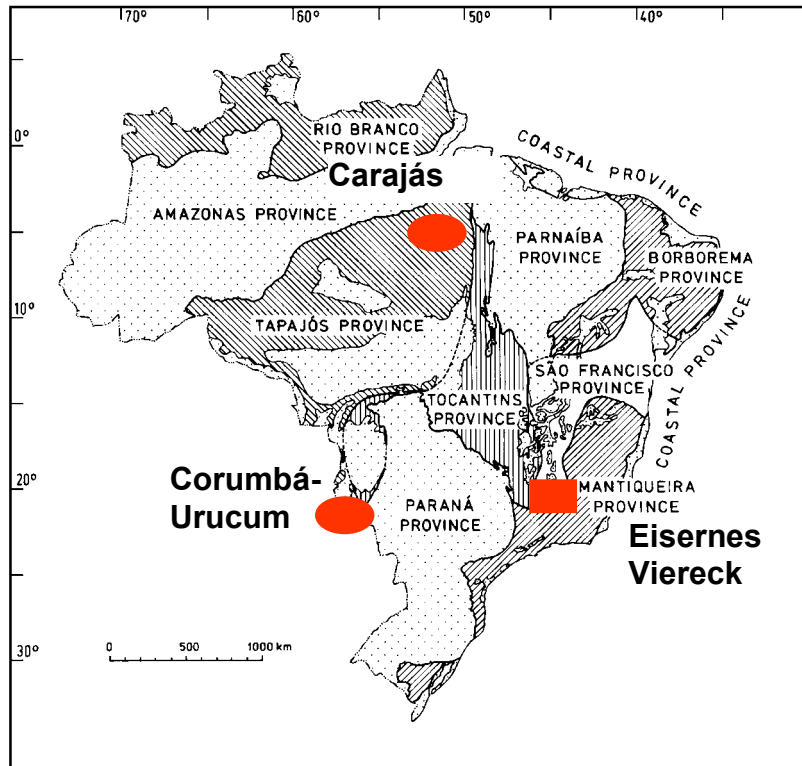 70°
60°
50°
40°
0°
10°
20°
30°
RIO BRANCO
PROVINCE
Carajás
COASTAL PROVINCE
AMAZONAS PROVINCE
PARNAÍBA
PROVINCE
BORBOREMA
PROVINCE
TAPAJÓS PROVINCE
SÃO FRANCISCO
PROVINCE
COASTAL PROVINCE
TOCANTINS
PROVINCE
Corumbá-
Urucum
PARANÁ
PROVINCE
MANTIQUEIRA
PROVINCE
Eisernes
Viereck
0 500 1000 km